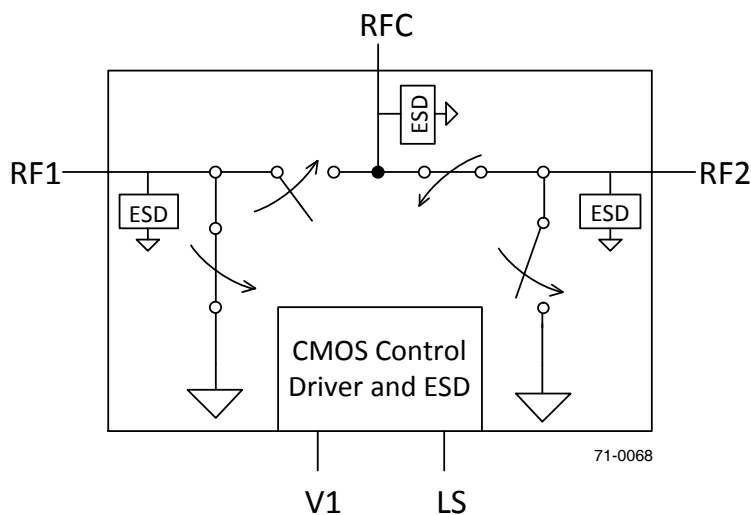 RFC
ESD
RF1
RF2
ESD
ESD
CMOS Control
Driver and ESD
71-0068
V1
LS